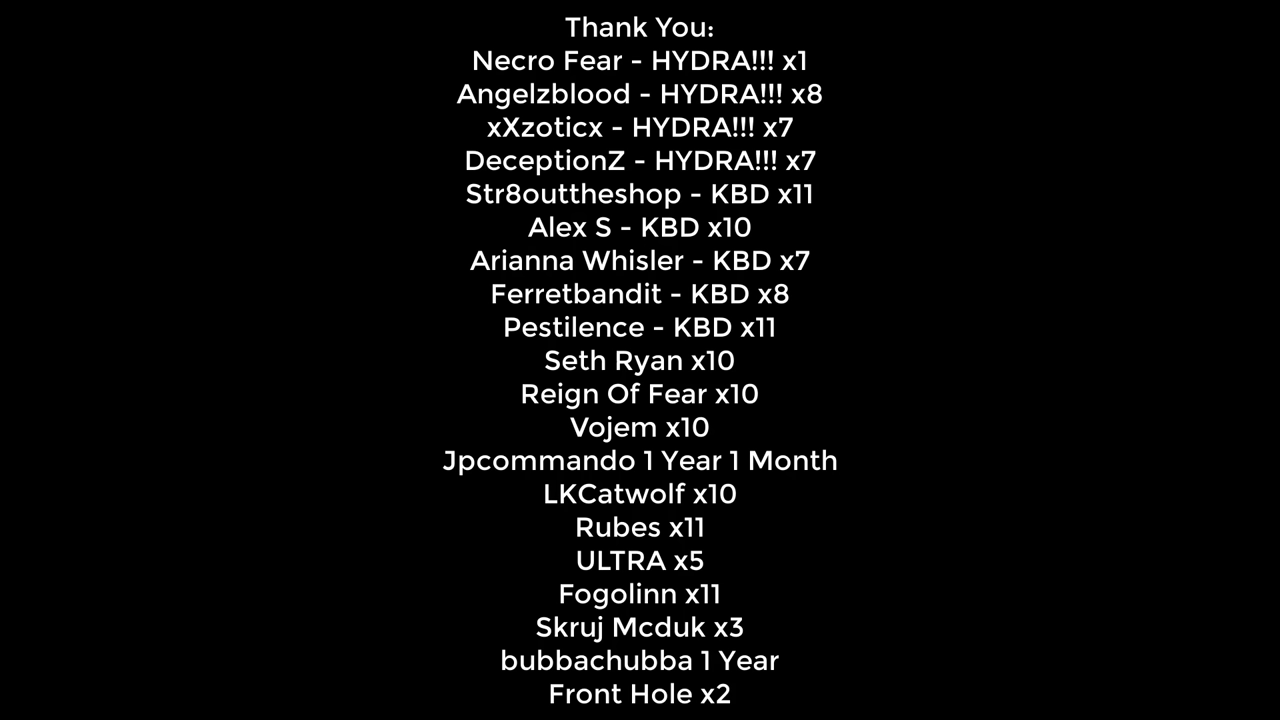 Thank You:
Necro Fear - HYDRA!!! x1
Angelzblood - HYDRA!!! x8
xXzoticx - HYDRA!!! x7
DeceptionZ - HYDRA!!! x7
Str8outtheshop - KBD x11
Alex S - KBD x10
Arianna Whisler - KBD x7
Ferretbandit - KBD x8
Pestilence - KBD x11
Seth Ryan x10
Reign Of Fear x10
Vojem x10
Jpcommando 1 Year 1 Month
LKCatwolf x10
Rubes x11
ULTRA x5
Fogolinn x11
Skruj Mcduk x3
bubbachubba 1 Year
Front Hole x2